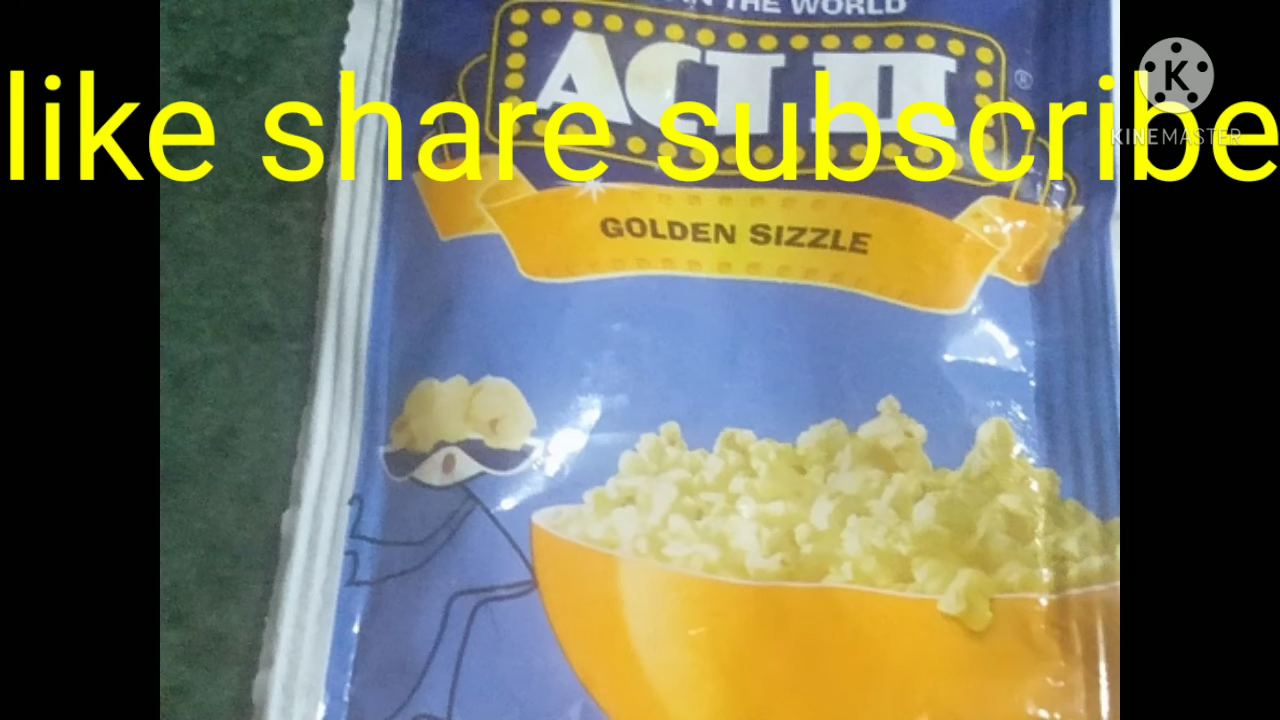 IN THE WORLD
ACT II
®
like share subscribe
K
KINEMASTER
GOLDEN SIZZLE